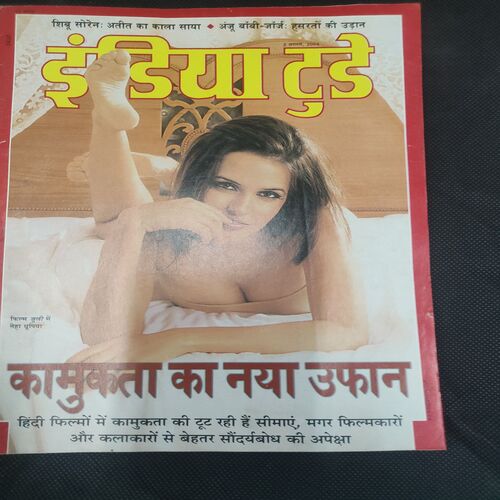 शिबू सोरेनः अतीत का काला साया ◆ अंजू बॉबी-जॉर्जः हसरतों की उड़ान
इंडिया टुडे
फिल्म जूली में
नेहा धूपिया
कामुकता का नया उफान
हिंदी फिल्मों में कामुकता की टूट रही हैं सीमाएं, मगर फिल्मकारों
और कलाकारों से बेहतर सौंदर्यबोध की अपेक्षा